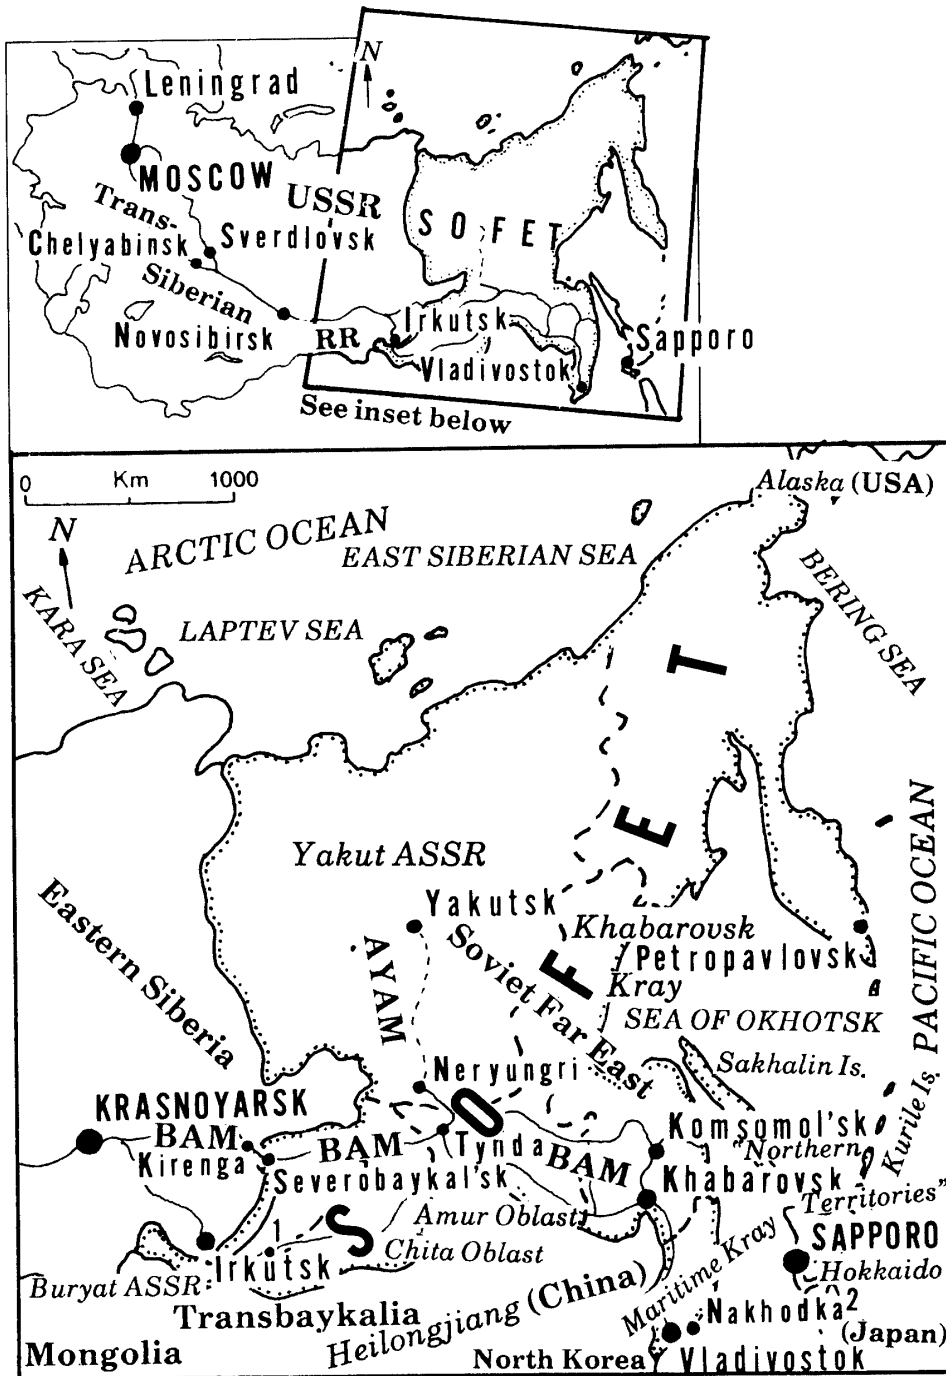 N
Leningrad
MOSCOW
USSR
Trans-
SOFET
Chelyabinsk
Sverdlovsk
Siberian
Novosibirsk
RR
Irkutsk
Sapporo
Vladivostok
See inset below
0 Km 1000
Alaska (USA)
N
ARCTIC OCEAN
EAST SIBERIAN SEA
BERING SEA
KARA SEA
LAPTEV SEA
T
E
Yakut ASSR
PACIFIC OCEAN
Eastern Siberia
Yakutsk
Khabarovsk
Kray
AYAM
Soviet Far East
F
Petropavlovsk
SEA OF OKHOTSK
Sakhalin Is.
Neryungri
O
KRASNOYARSK
BAM
BAM
Tynda
BAM
Komsomol'sk
Kurile Is.
Kirenga
"Northern
Territories"
Severobaykal'sk
Khabarovsk
1
S
Amur Oblast
Chita Oblast
SAPPORO
Irkutsk
Hokkaido
Buryat ASSR
Maritime Kray
Transbaykalia
Heilongjiang (China)
Nakhodka2
(Japan)
Mongolia
North Korea
Vladivostok